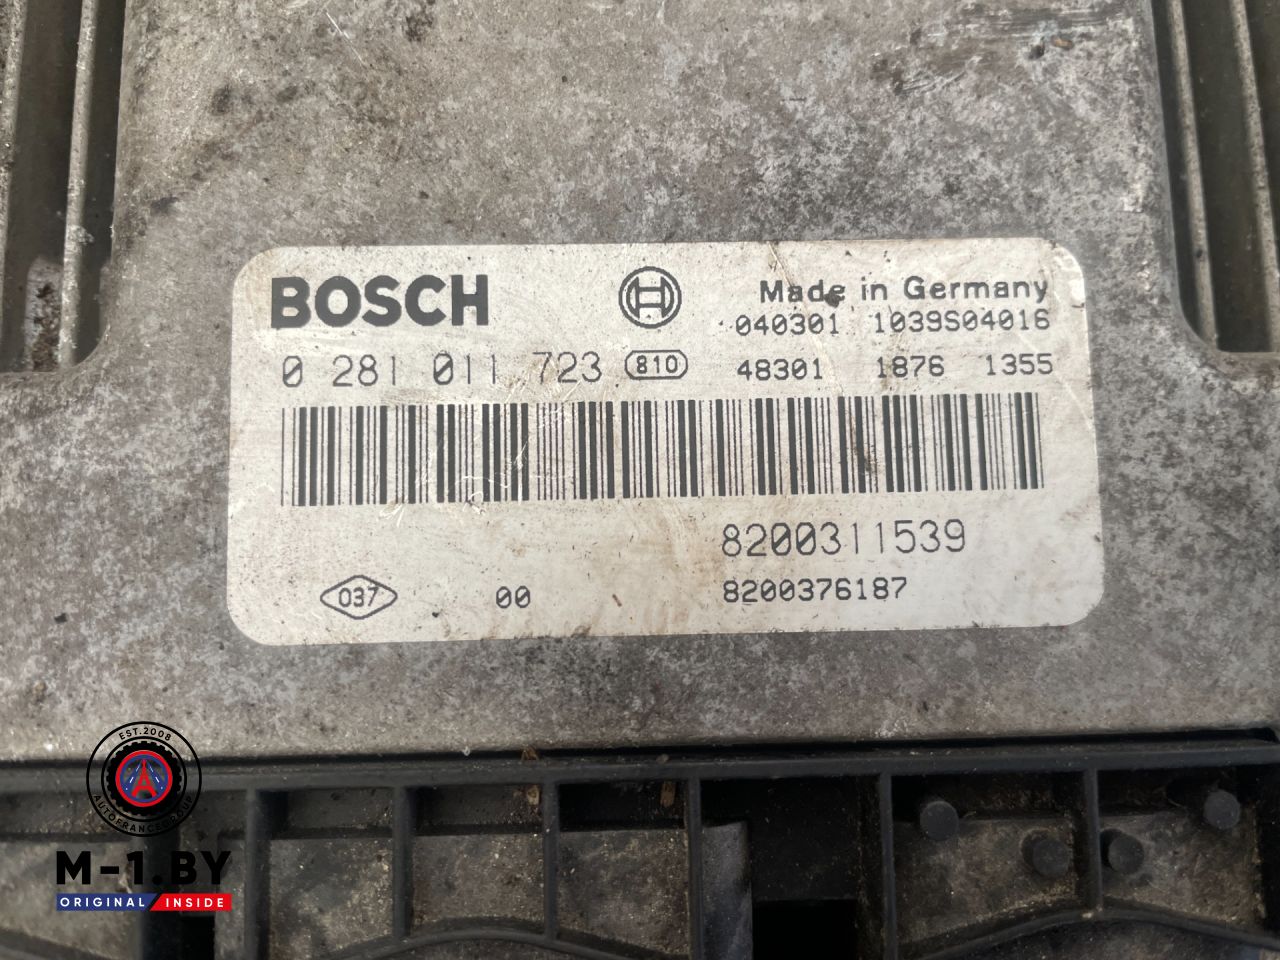 BOSCH
Made in Germany
040301 1039S04016
0 281 011 723 810 48301 1876 1355
8200311539
037 00 8200376187
EST.2008
AUTOFRANCEGROUP
M-1.BY
ORIGINAL INSIDE